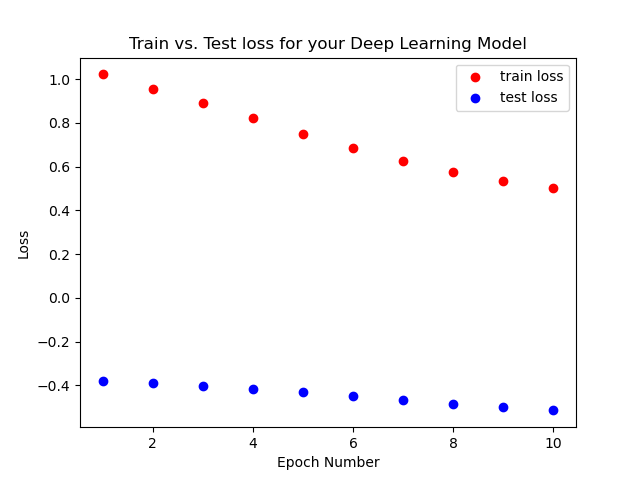 Train vs. Test loss for your Deep Learning Model
train loss
test loss
1.0
0.8
0.6
0.4
0.2
0.0
−0.2
−0.4
Loss
2
4
6
8
10
Epoch Number